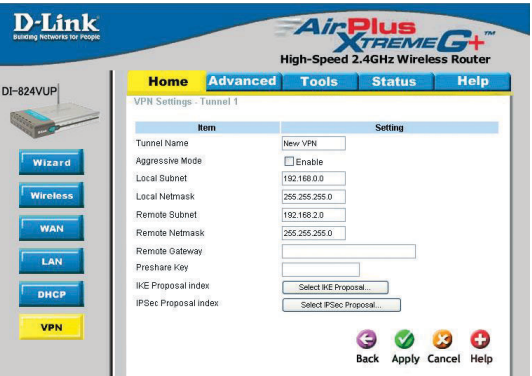 D-Link
Building Networks for People
AirPlus
XTREME G+™
High-Speed 2.4GHz Wireless Router
DI-824VUP
Home Advanced Tools Status Help
VPN Settings - Tunnel 1
Item Setting
Tunnel Name New VPN
Aggressive Mode Enable
Local Subnet 192.168.0.0
Local Netmask 255.255.255.0
Remote Subnet 192.168.2.0
Remote Netmask 255.255.255.0
Remote Gateway
Preshare Key
IKE Proposal index Select IKE Proposal...
IPSec Proposal index Select IPSec Proposal...
Wizard
Wireless
WAN
LAN
DHCP
VPN
Back Apply Cancel Help